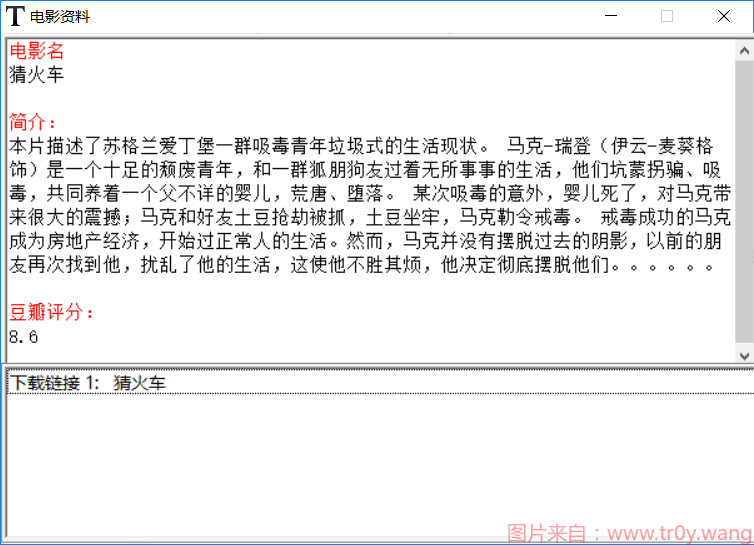 电影资料
电影名
猜火车
简介：
本片描述了苏格兰爱丁堡一群吸毒青年垃圾式的生活现状。 马克-瑞登（伊云-麦葵格
饰）是一个十足的颓废青年，和一群狐朋狗友过着无所事事的生活，他们坑蒙拐骗、吸
毒，共同养着一个父不详的婴儿，荒唐、堕落。 某次吸毒的意外，婴儿死了，对马克带
来很大的震撼；马克和好友土豆抢劫被抓，土豆坐牢，马克勒令戒毒。 戒毒成功的马克
成为房地产经济，开始过正常人的生活。然而，马克并没有摆脱过去的阴影，以前的朋
友再次找到他，扰乱了他的生活，这使他不胜其烦，他决定彻底摆脱他们。。。。。。
豆瓣评分：
8.6
下载链接 1： 猜火车
图片来自：www.tr0y.wang